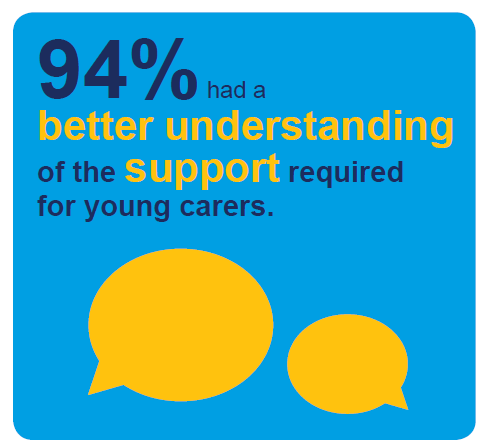 94% had a
better understanding
of the support required
for young carers.